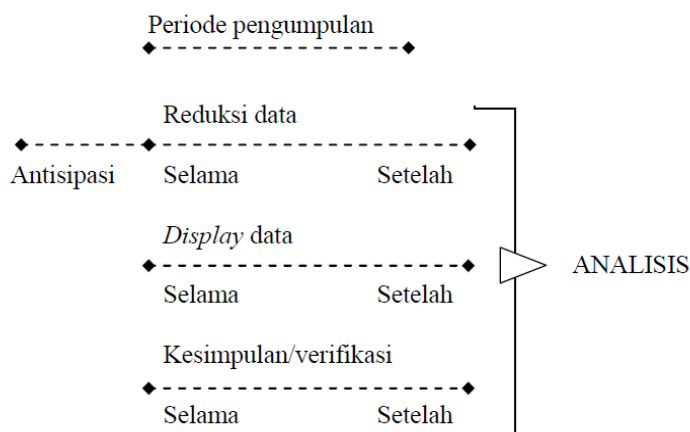 Periode pengumpulan
Reduksi data
Antisipasi Selama Setelah
Display data
ANALISIS
Selama Setelah
Kesimpulan/verifikasi
Selama Setelah